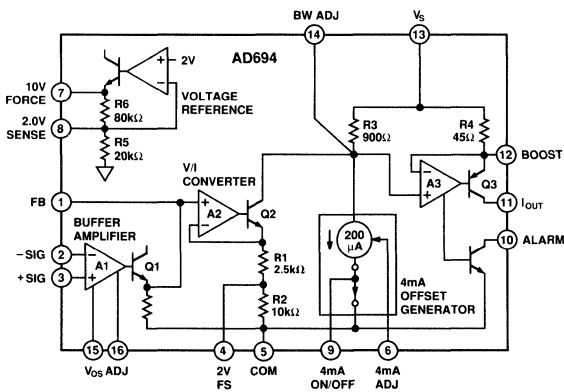 BW ADJ
VS
14
13
AD694
2V
10V
FORCE
7
R6
80kΩ
VOLTAGE
REFERENCE
2.0V
SENSE
8
R5
20kΩ
R3
900Ω
R4
45Ω
12
BOOST
V/I
CONVERTER
A3
Q3
FB
1
A2
Q2
11
IOUT
BUFFER
AMPLIFIER
200
µA
10
ALARM
−SIG
2
A1
Q1
R1
2.5kΩ
+SIG
3
4mA
OFFSET
GENERATOR
R2
10kΩ
15
16
4
5
9
6
VOS ADJ
2V
FS
COM
4mA
ON/OFF
4mA
ADJ